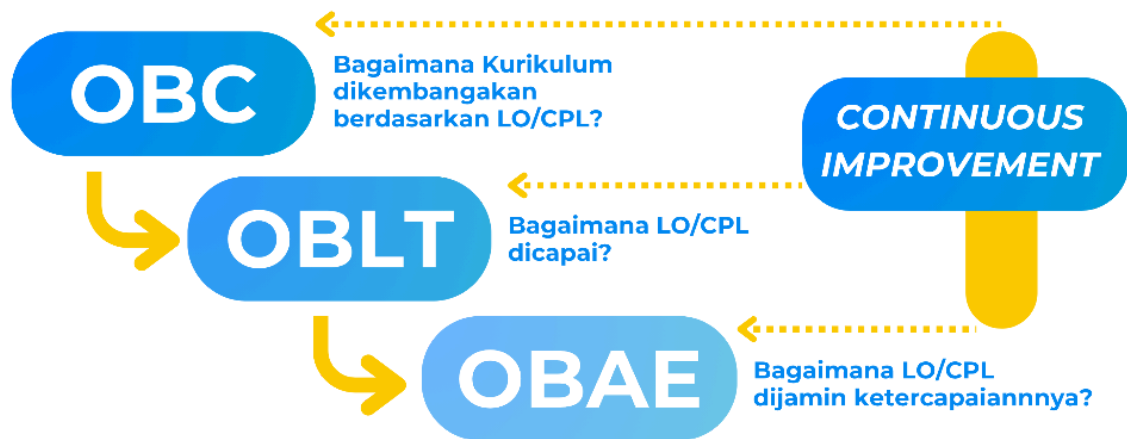 OBC
Bagaimana Kurikulum
dikembangakan
berdasarkan LO/CPL?
CONTINUOUS
IMPROVEMENT
OBLT
Bagaimana LO/CPL
dicapai?
OBAE
Bagaimana LO/CPL
dijamin ketercapaiannnya?